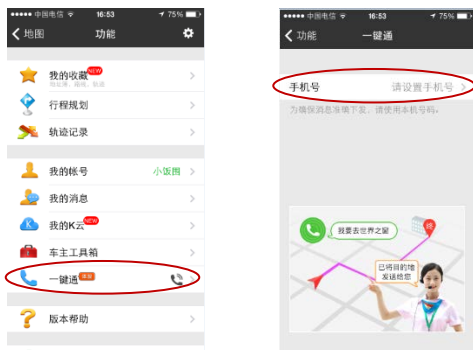 中国电信 16:53 75%
地图 功能
我的收藏 NEW
行程规划
轨迹记录
我的帐号 小饭团
我的消息
我的K云 NEW
车主工具箱
一键通
版本帮助
中国电信 16:53 75%
功能 一键通
手机号 请设置手机号
为确保消息准确下发，请使用本机号码。
我要去世界之窗
终
已将目的地
发送给您